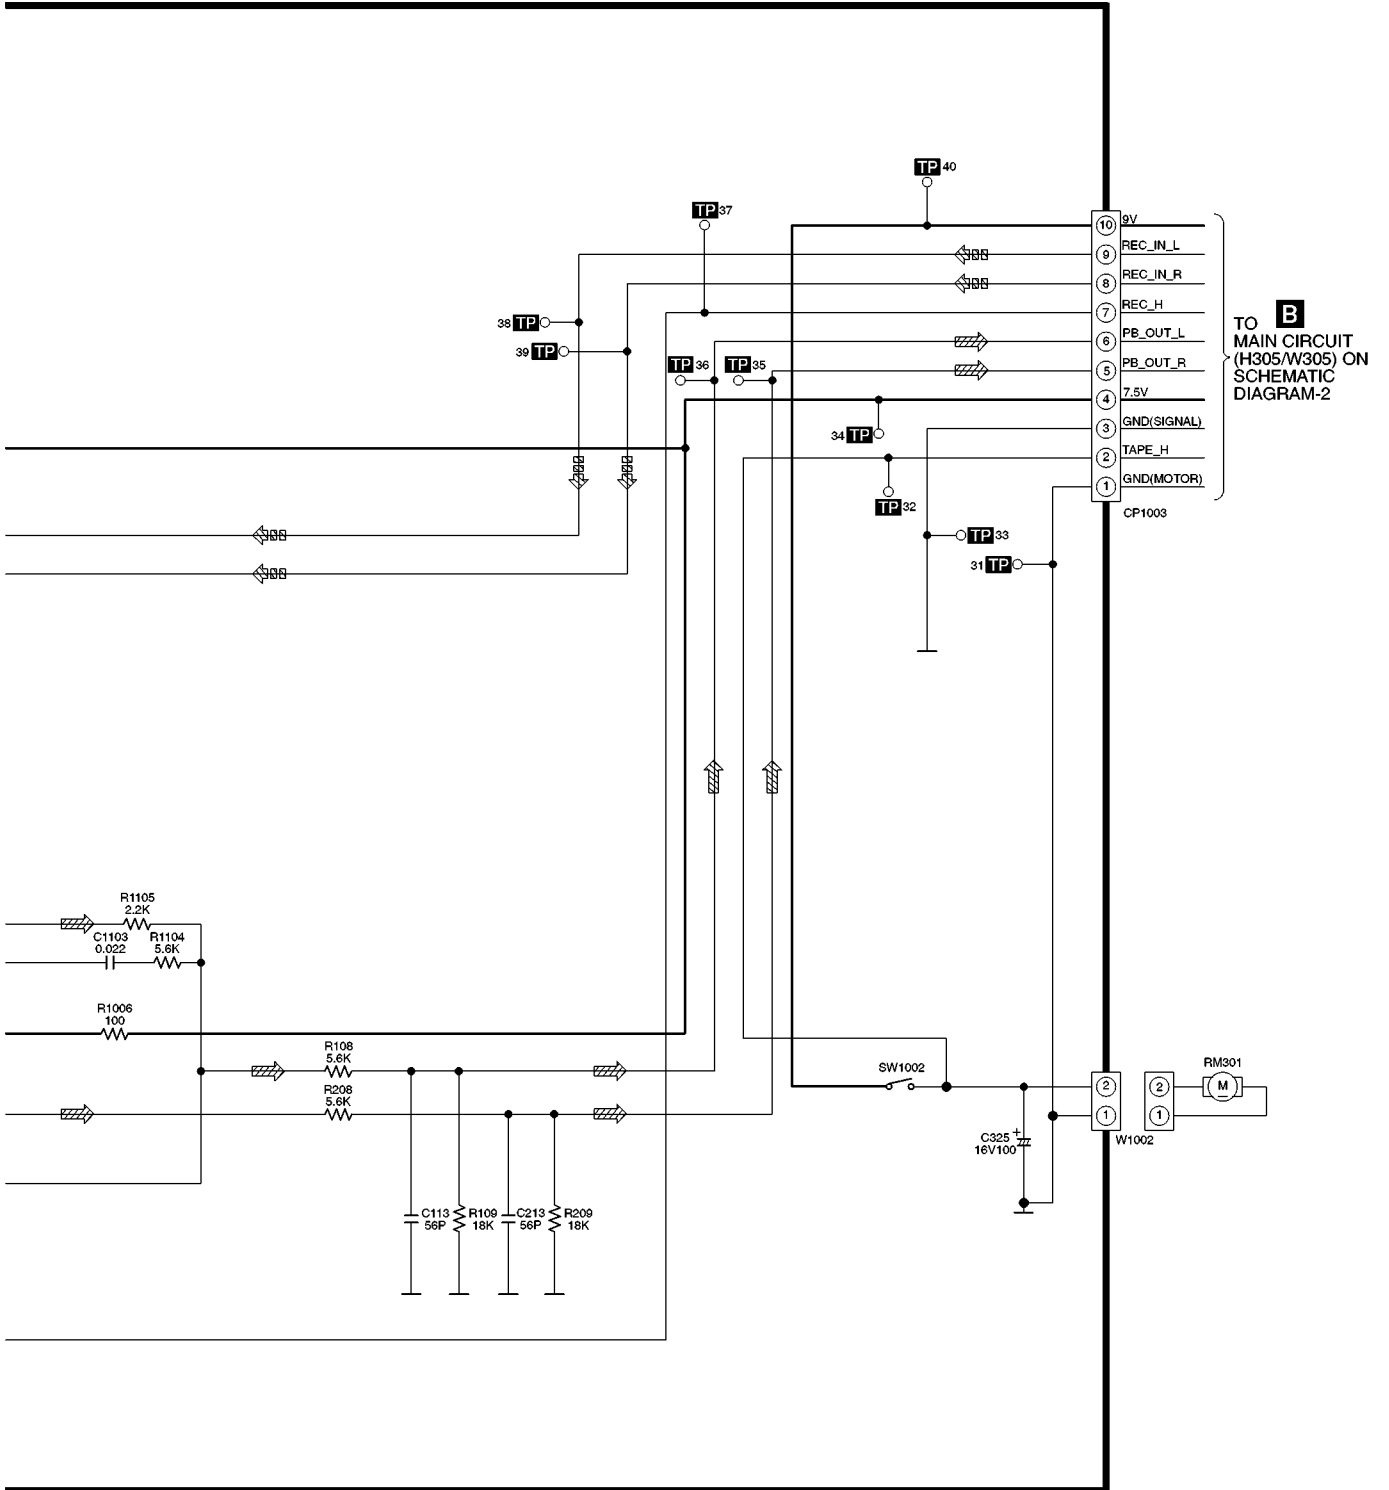 TP 40
TP 37
10 9V
9 REC_IN_L
8 REC_IN_R
7 REC_H
6 PB_OUT_L
5 PB_OUT_R
4 7.5V
3 GND(SIGNAL)
2 TAPE_H
1 GND(MOTOR)
CP1003
TO B
MAIN CIRCUIT
(H305/W305) ON
SCHEMATIC
DIAGRAM-2
38 TP
39 TP
TP 36
TP 35
34 TP
TP 32
TP 33
31 TP
R1105
2.2K
C1103
0.022
R1104
5.6K
R1006
100
R108
5.6K
R208
5.6K
C113
56P
R109
18K
C213
56P
R209
18K
SW1002
C325
+
16V100
2
1
W1002
2
1
RM301
M